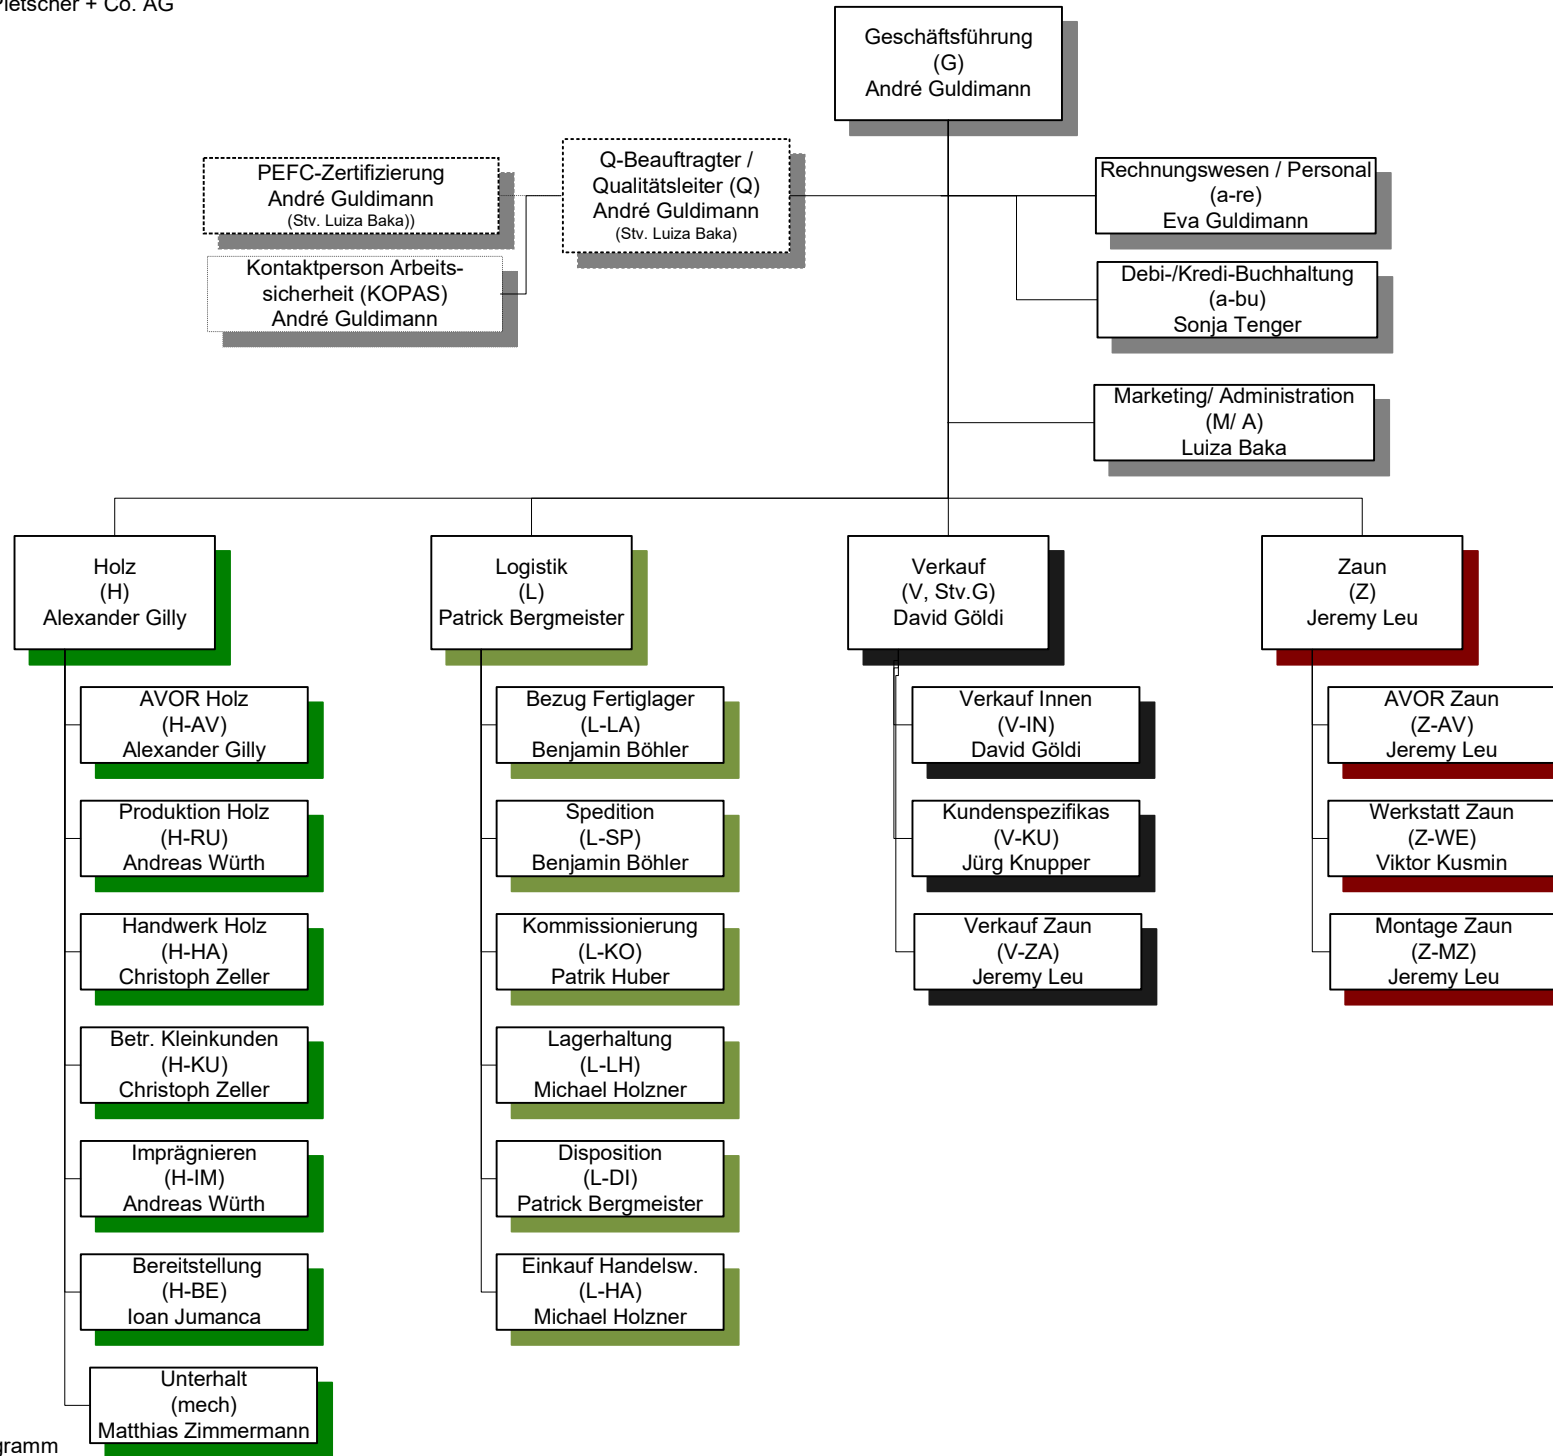 Pletscher + Co. AG
Geschäftsführung
(G)
André Guldimann
PEFC-Zertifizierung
André Guldimann
(Stv. Luiza Baka))
Q-Beauftragter /
Qualitätsleiter (Q)
André Guldimann
(Stv. Luiza Baka)
Rechnungswesen / Personal
(a-re)
Eva Guldimann
Kontaktperson Arbeits-
sicherheit (KOPAS)
André Guldimann
Debi-/Kredi-Buchhaltung
(a-bu)
Sonja Tenger
Marketing/ Administration
(M/ A)
Luiza Baka
Holz
(H)
Alexander Gilly
Logistik
(L)
Patrick Bergmeister
Verkauf
(V, Stv.G)
David Göldi
Zaun
(Z)
Jeremy Leu
AVOR Holz
(H-AV)
Alexander Gilly
Produktion Holz
(H-RU)
Andreas Würth
Handwerk Holz
(H-HA)
Christoph Zeller
Betr. Kleinkunden
(H-KU)
Christoph Zeller
Imprägnieren
(H-IM)
Andreas Würth
Bereitstellung
(H-BE)
Ioan Jumanca
Unterhalt
(mech)
Matthias Zimmermann
Bezug Fertiglager
(L-LA)
Benjamin Böhler
Spedition
(L-SP)
Benjamin Böhler
Kommissionierung
(L-KO)
Patrik Huber
Lagerhaltung
(L-LH)
Michael Holzner
Disposition
(L-DI)
Patrick Bergmeister
Einkauf Handelsw.
(L-HA)
Michael Holzner
Verkauf Innen
(V-IN)
David Göldi
Kundenspezifikas
(V-KU)
Jürg Knupper
Verkauf Zaun
(V-ZA)
Jeremy Leu
AVOR Zaun
(Z-AV)
Jeremy Leu
Werkstatt Zaun
(Z-WE)
Viktor Kusmin
Montage Zaun
(Z-MZ)
Jeremy Leu
gramm